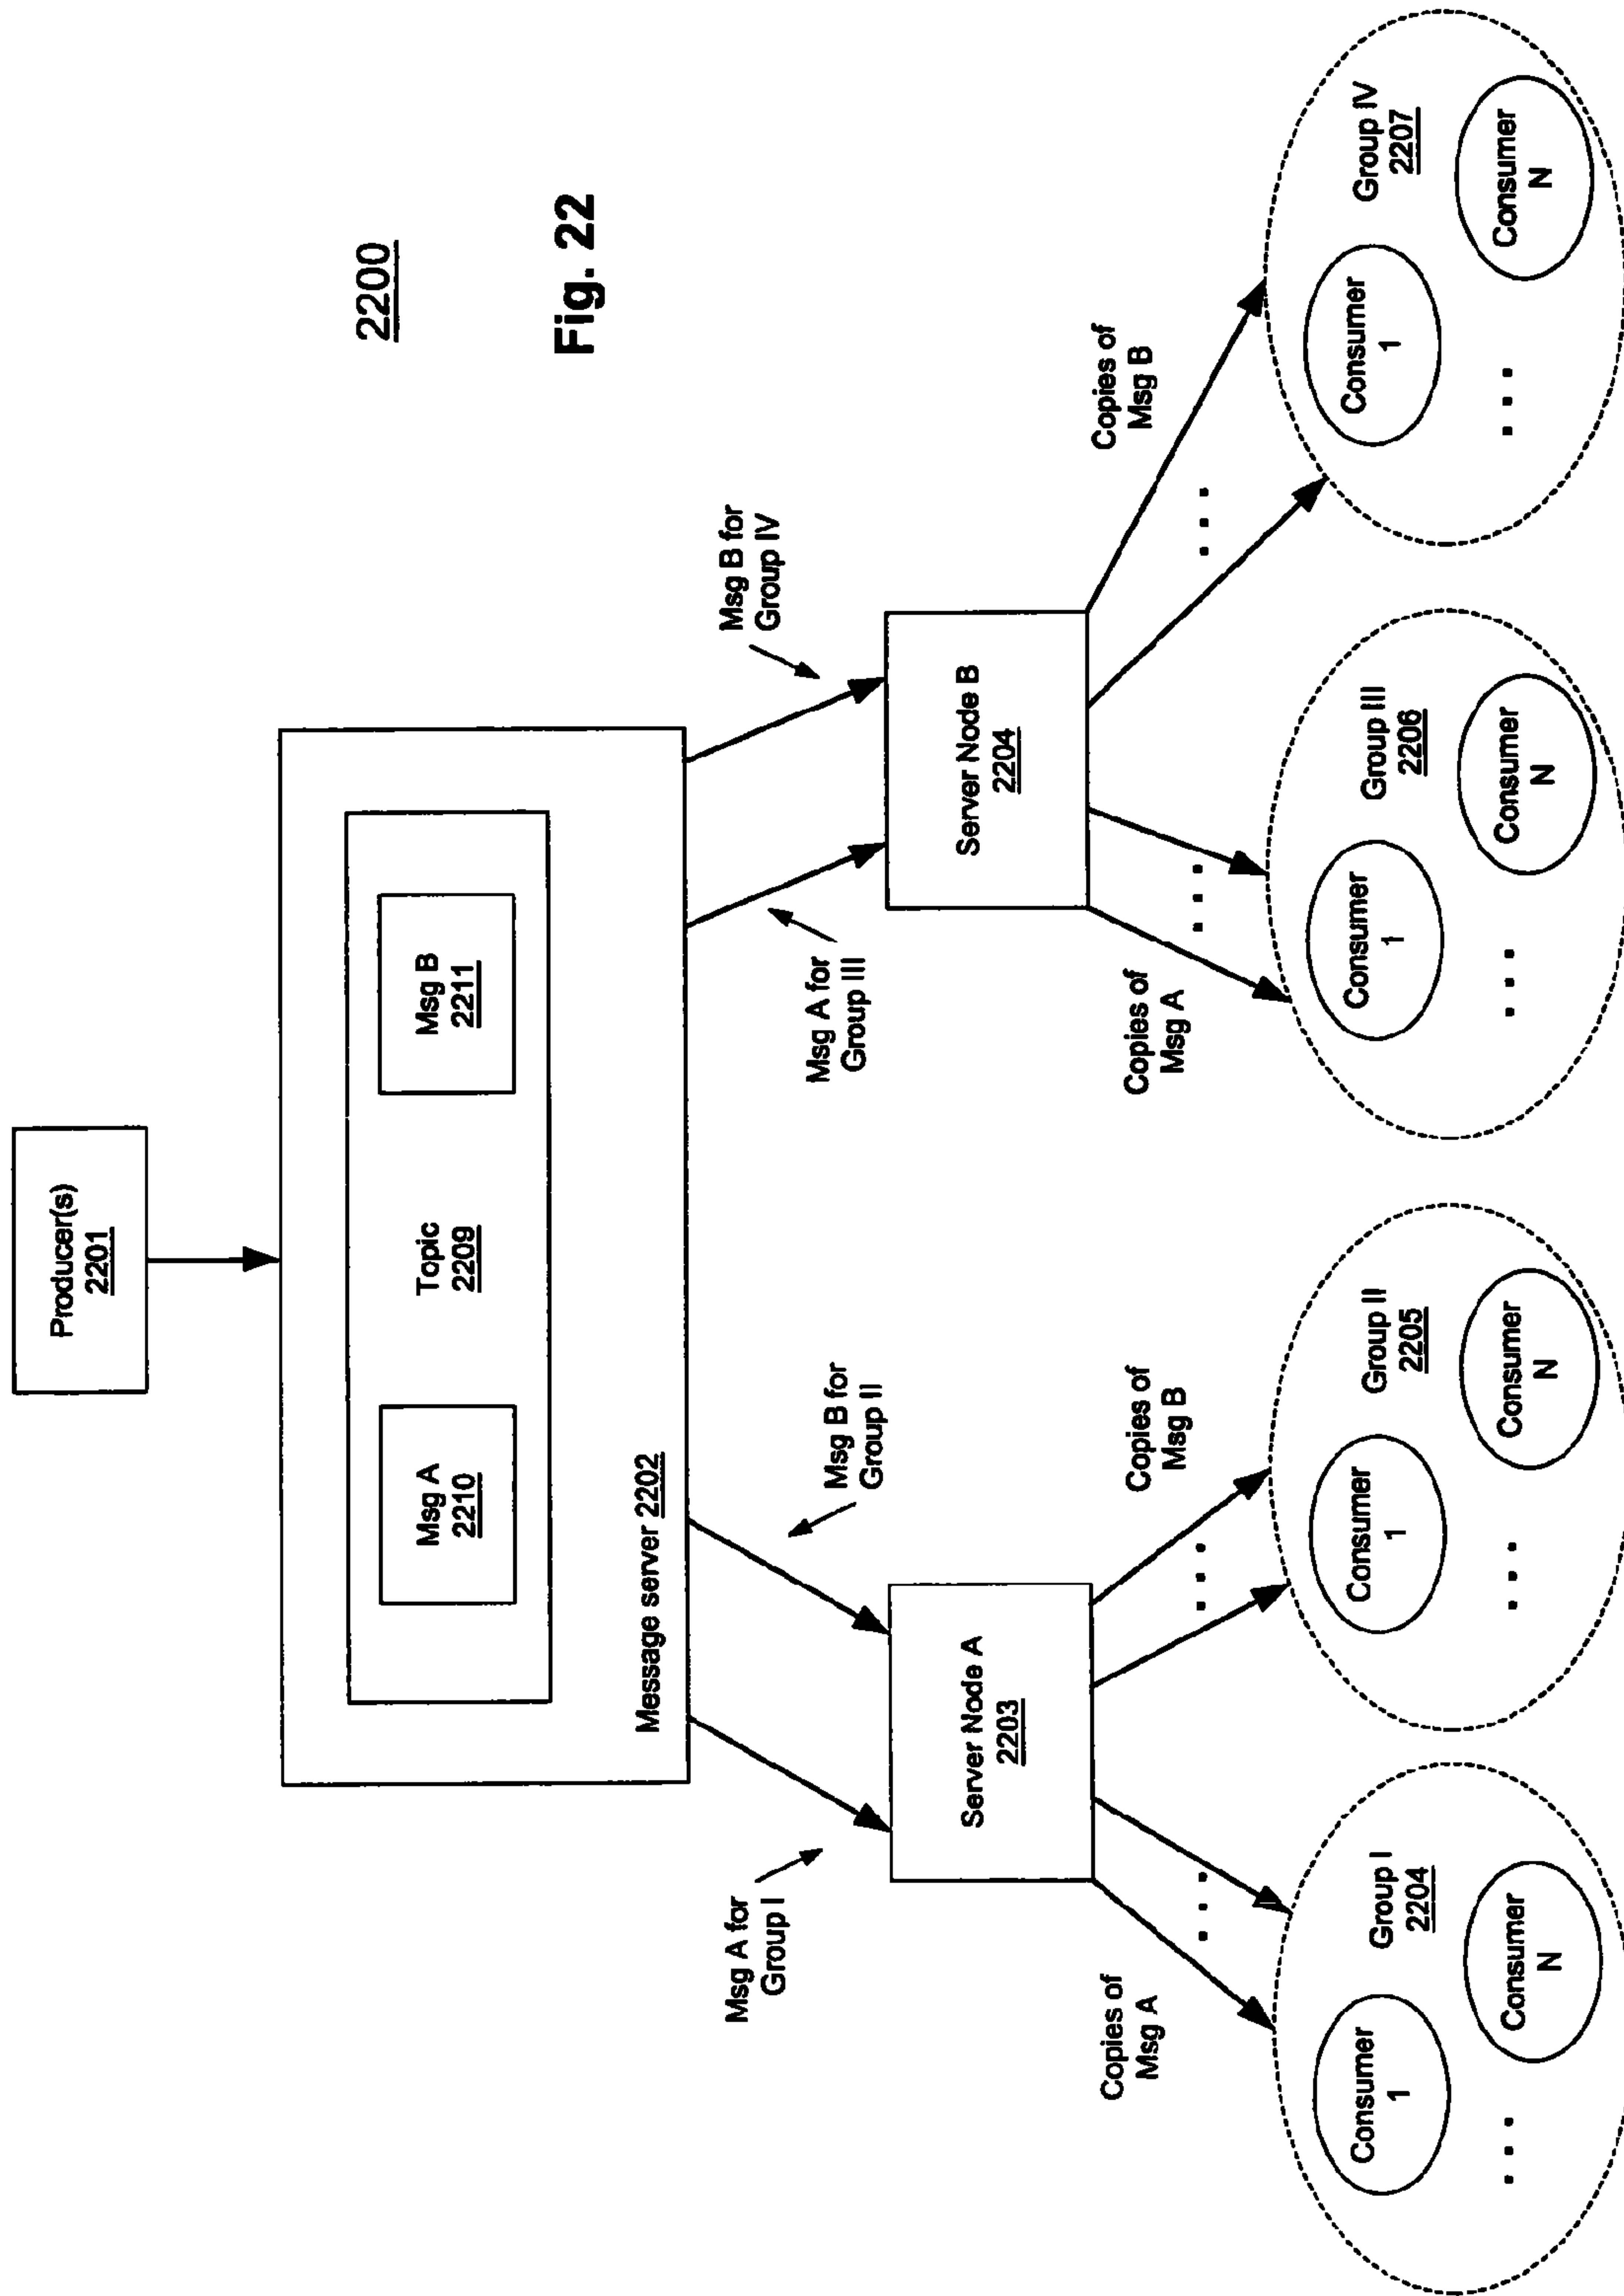 2200
Fig. 22
Producer(s)
2201
Msg A
2210
Topic
2209
Msg B
2211
Message server 2202
Msg A for
Group I
Msg B for
Group II
Msg A for
Group III
Msg B for
Group IV
Server Node A
2203
Server Node B
2204
Copies of
Msg A
. . .
Copies of
Msg B
. . .
Copies of
Msg A
. . .
Copies of
Msg B
. . .
Group I
2204
Consumer
1
. . .
Consumer
N
Group II
2205
Consumer
1
. . .
Consumer
N
Group III
2206
Consumer
1
. . .
Consumer
N
Group IV
2207
Consumer
1
. . .
Consumer
N